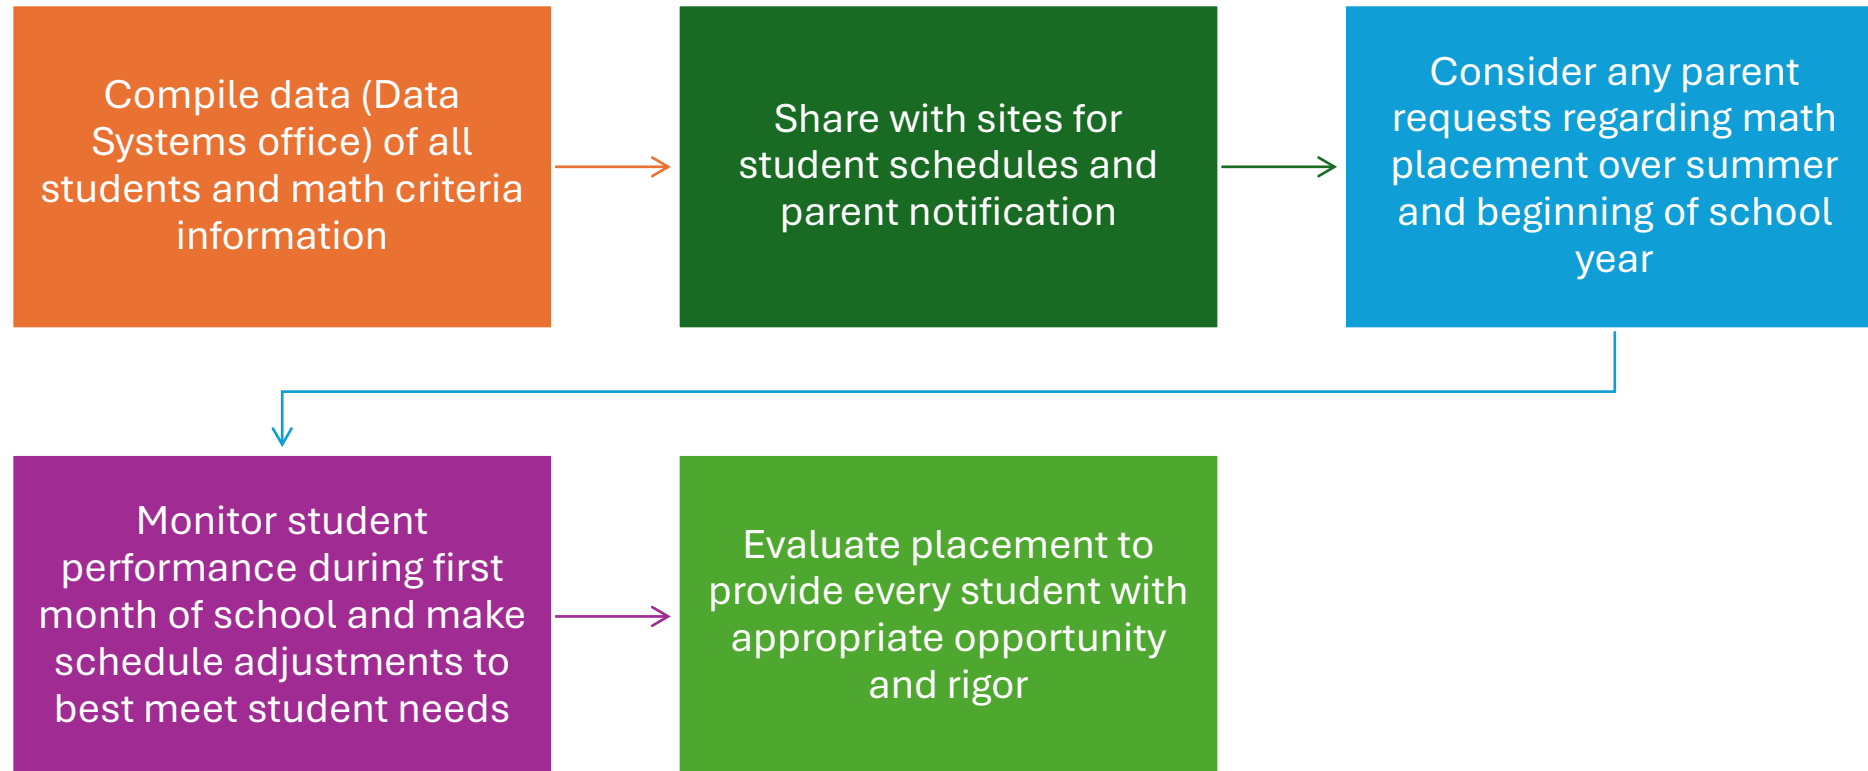 Compile data (Data
Systems office) of all
students and math criteria
information
Share with sites for
student schedules and
parent notification
Consider any parent
requests regarding math
placement over summer
and beginning of school
year
Monitor student
performance during first
month of school and make
schedule adjustments to
best meet student needs
Evaluate placement to
provide every student with
appropriate opportunity
and rigor